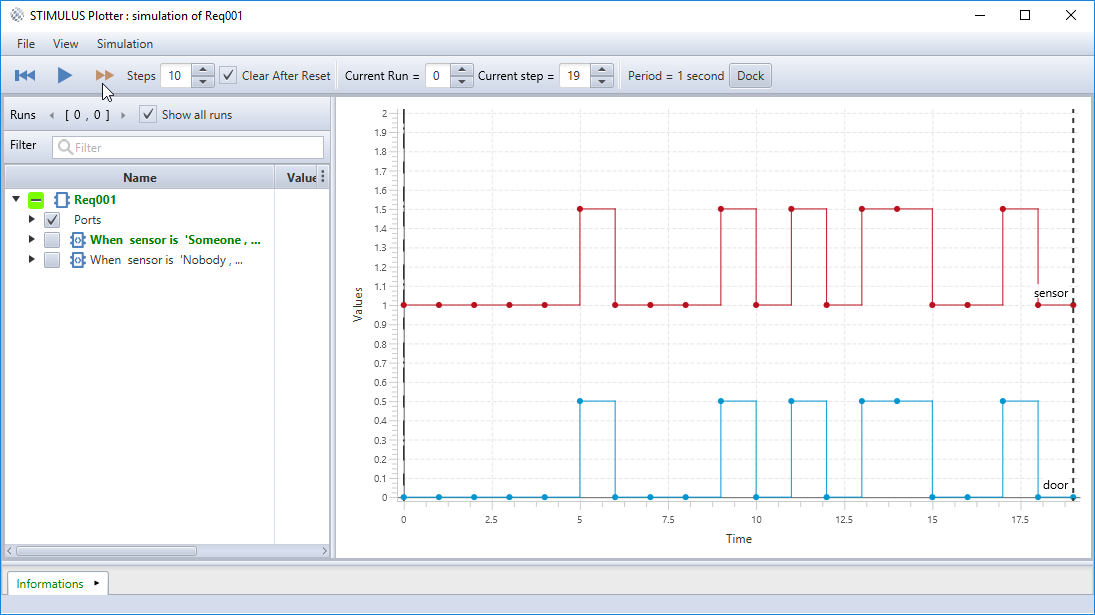 STIMULUS Plotter : simulation of Req001
File View Simulation
Steps 10 Clear After Reset Current Run = 0 Current step = 19 Period = 1 second Dock
Runs [ 0 , 0 ] Show all runs
Filter Filter
Name Value
Req001
Ports
When sensor is 'Someone , ...
When sensor is 'Nobody , ...
2
1.9
1.8
1.7
1.6
1.5
1.4
1.3
1.2
1.1
1
0.9
0.8
0.7
0.6
0.5
0.4
0.3
0.2
0.1
0
Values
sensor
door
0 2.5 5 7.5 10 12.5 15 17.5
Time
Informations